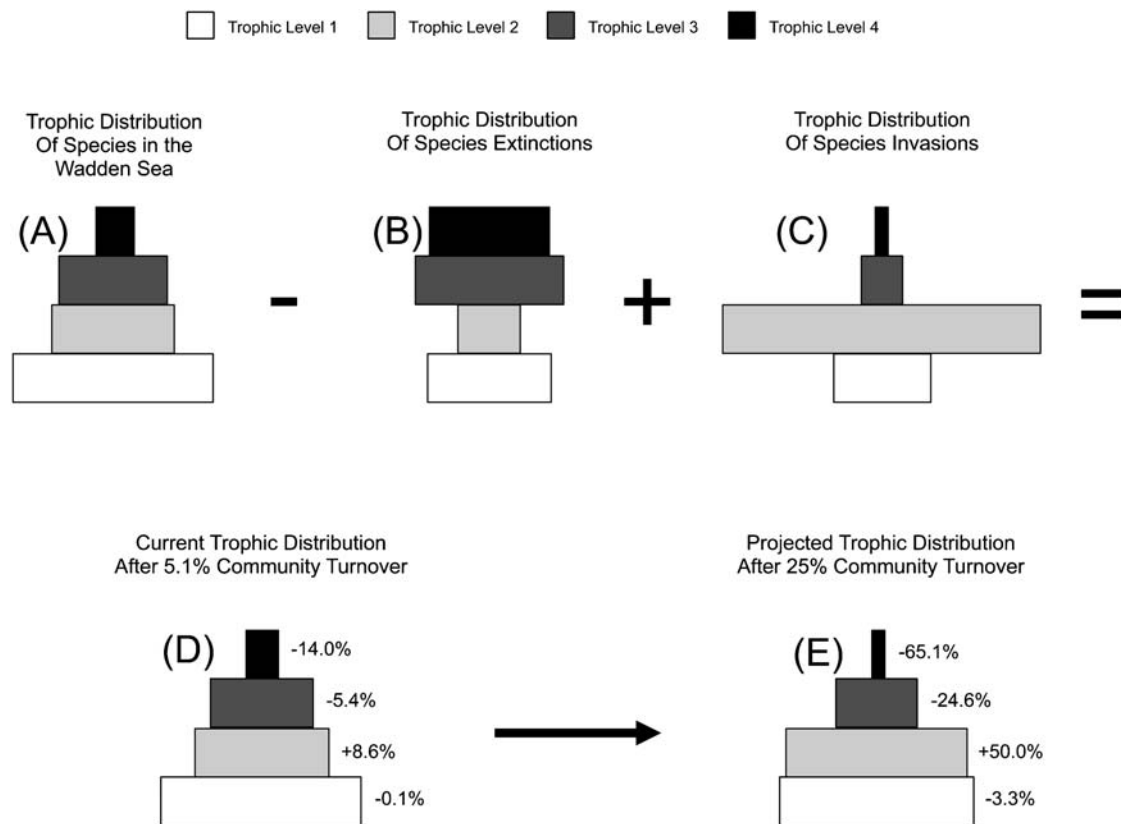 Trophic Level 1 Trophic Level 2 Trophic Level 3 Trophic Level 4
Trophic Distribution
Of Species in the
Wadden Sea
Trophic Distribution
Of Species Extinctions
Trophic Distribution
Of Species Invasions
(A)
(B)
(C)
-
+
=
Current Trophic Distribution
After 5.1% Community Turnover
(D)
-14.0%
-5.4%
+8.6%
-0.1%
Projected Trophic Distribution
After 25% Community Turnover
(E)
-65.1%
-24.6%
+50.0%
-3.3%